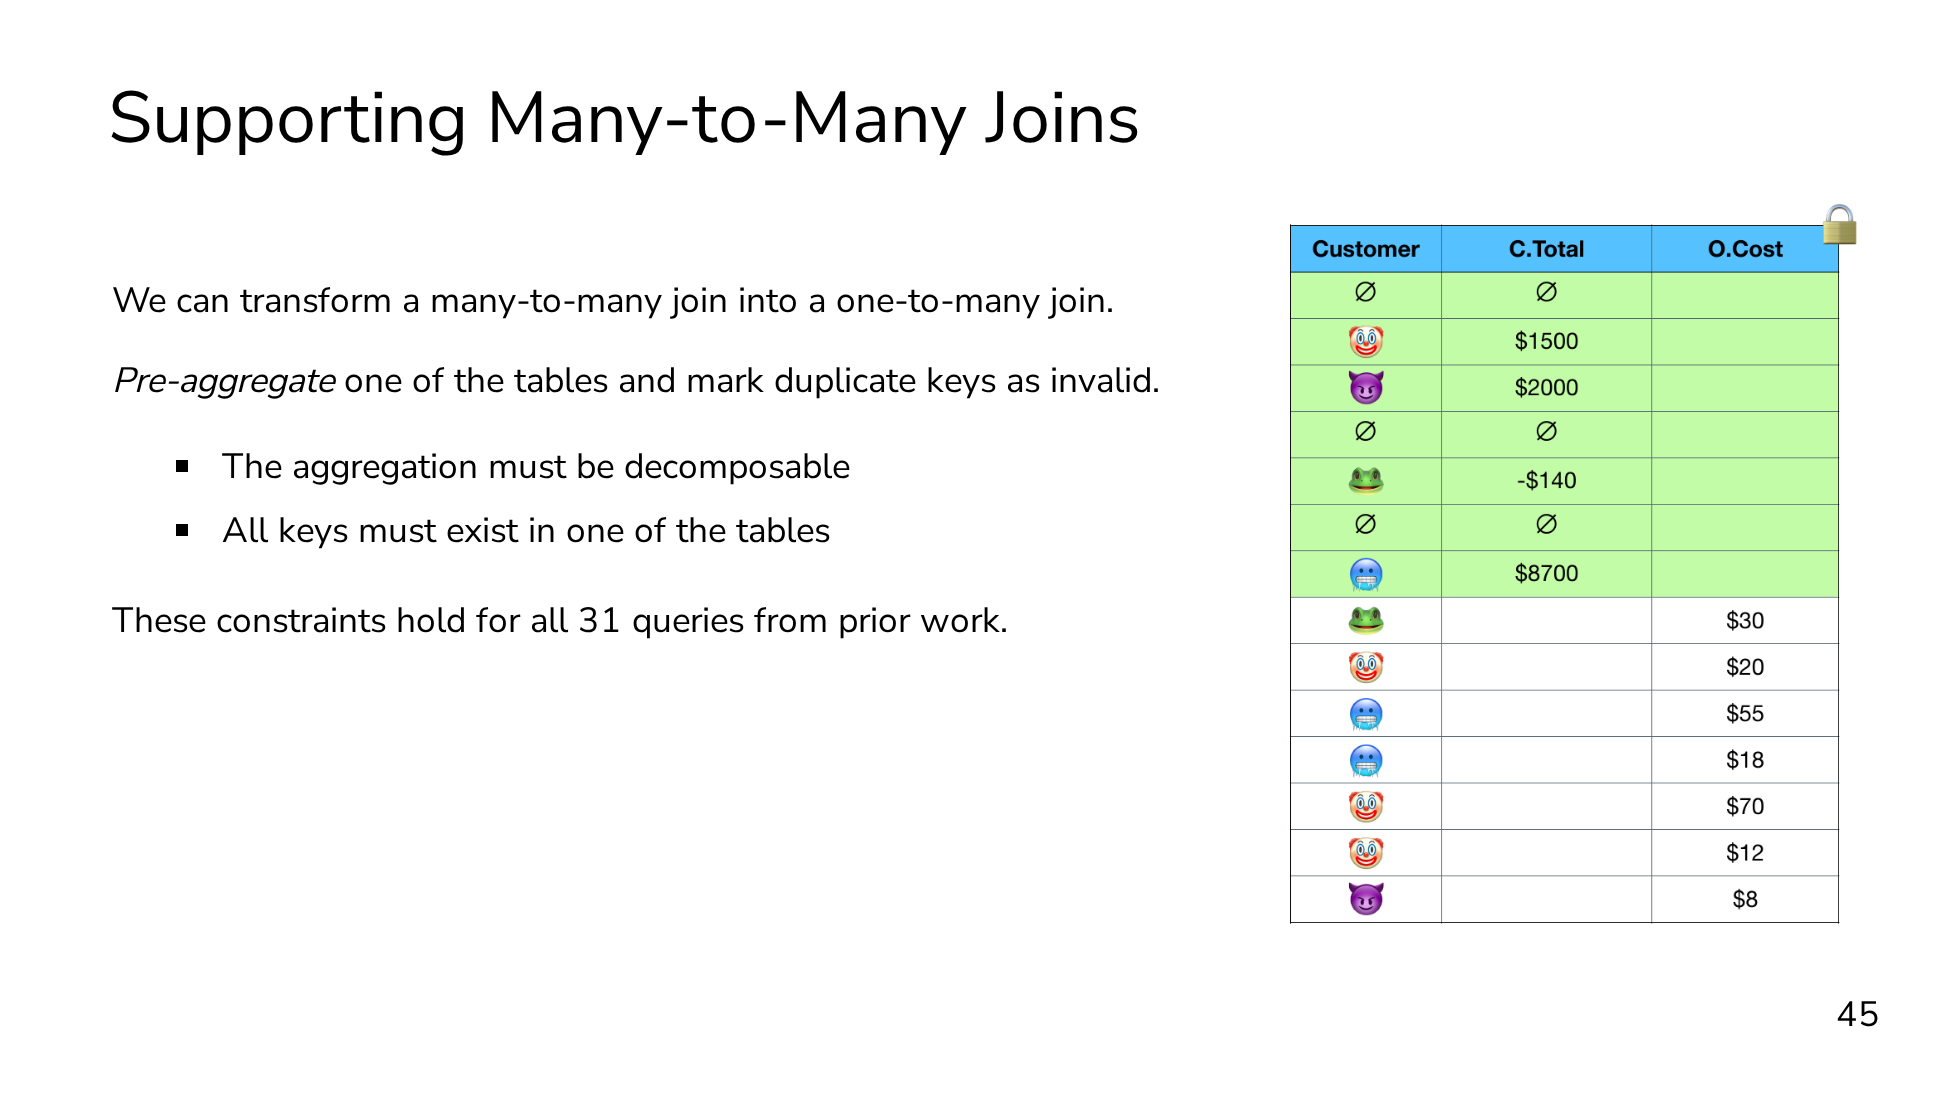 Supporting Many-to-Many Joins
We can transform a many-to-many join into a one-to-many join.
Pre-aggregate one of the tables and mark duplicate keys as invalid.
▪ The aggregation must be decomposable
▪ All keys must exist in one of the tables
These constraints hold for all 31 queries from prior work.
Customer C.Total O.Cost
∅ ∅
🤡 $1500
😈 $2000
∅ ∅
🐸 -$140
∅ ∅
🥶 $8700
🐸 $30
🤡 $20
🥶 $55
🥶 $18
🤡 $70
🤡 $12
😈 $8
45